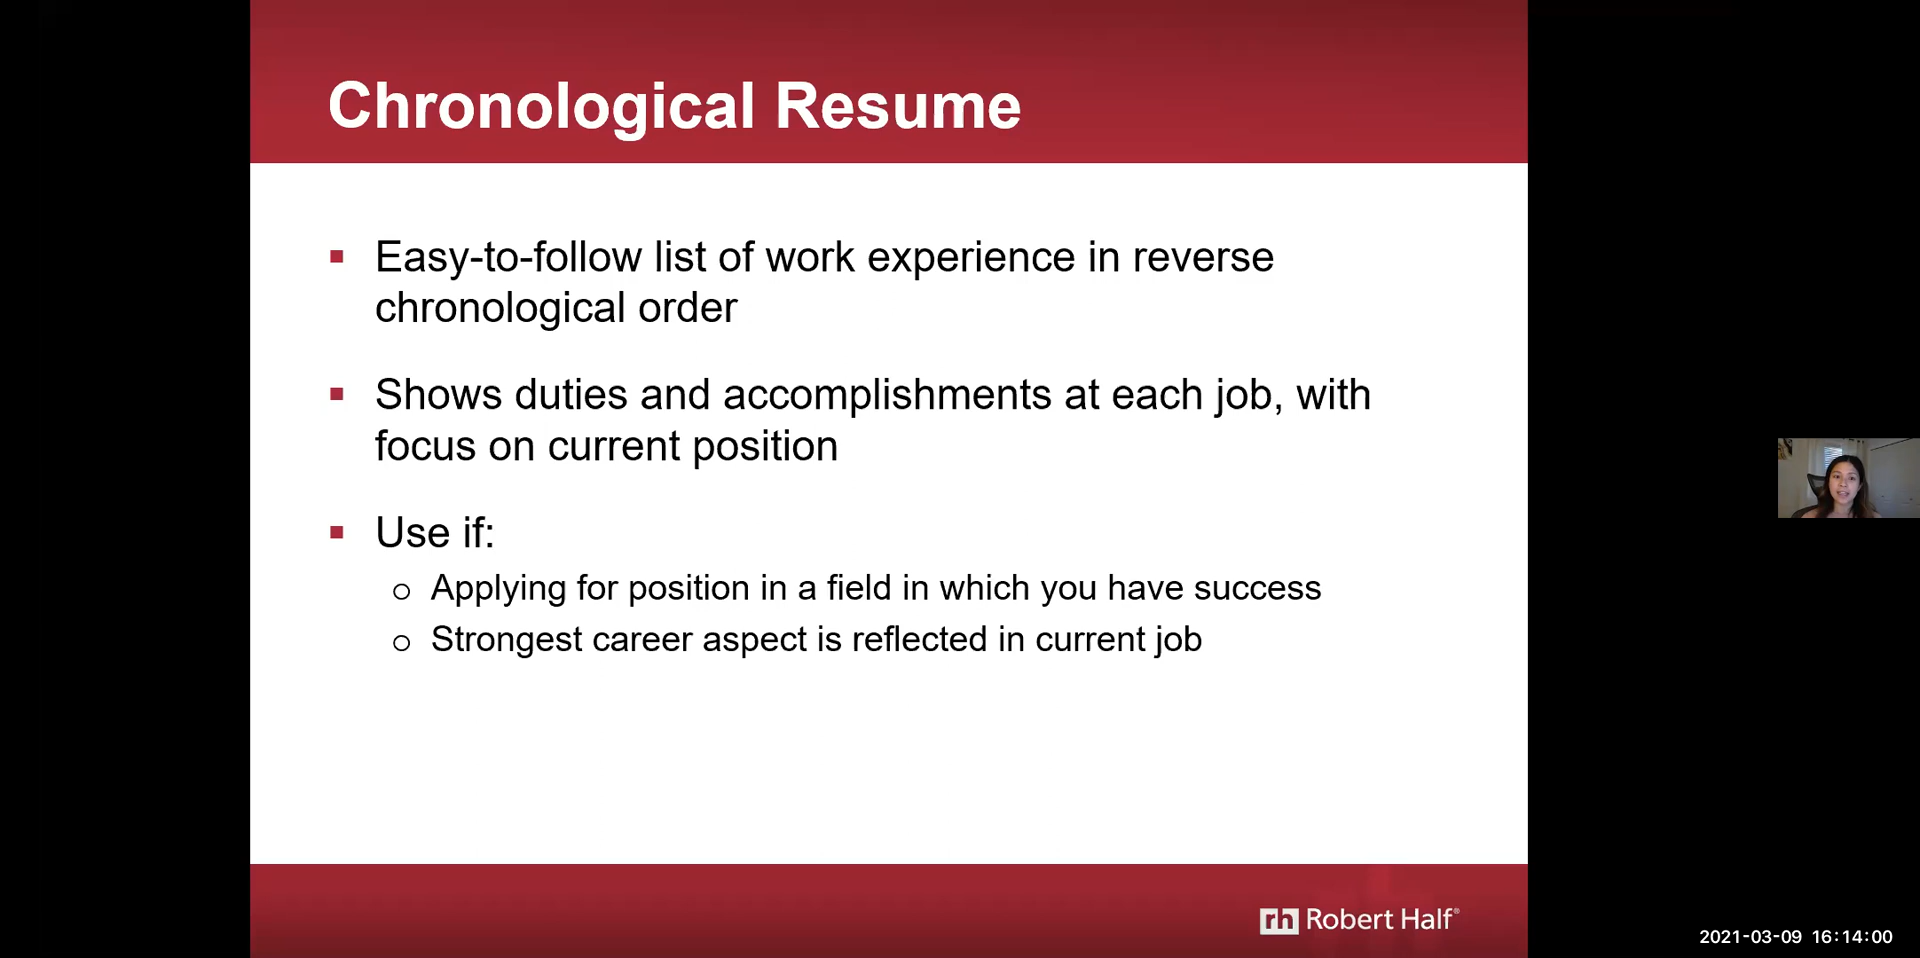 Chronological Resume
▪ Easy-to-follow list of work experience in reverse
chronological order
▪ Shows duties and accomplishments at each job, with
focus on current position
▪ Use if:
o Applying for position in a field in which you have success
o Strongest career aspect is reflected in current job
rh Robert Half®
2021-03-09 16:14:00